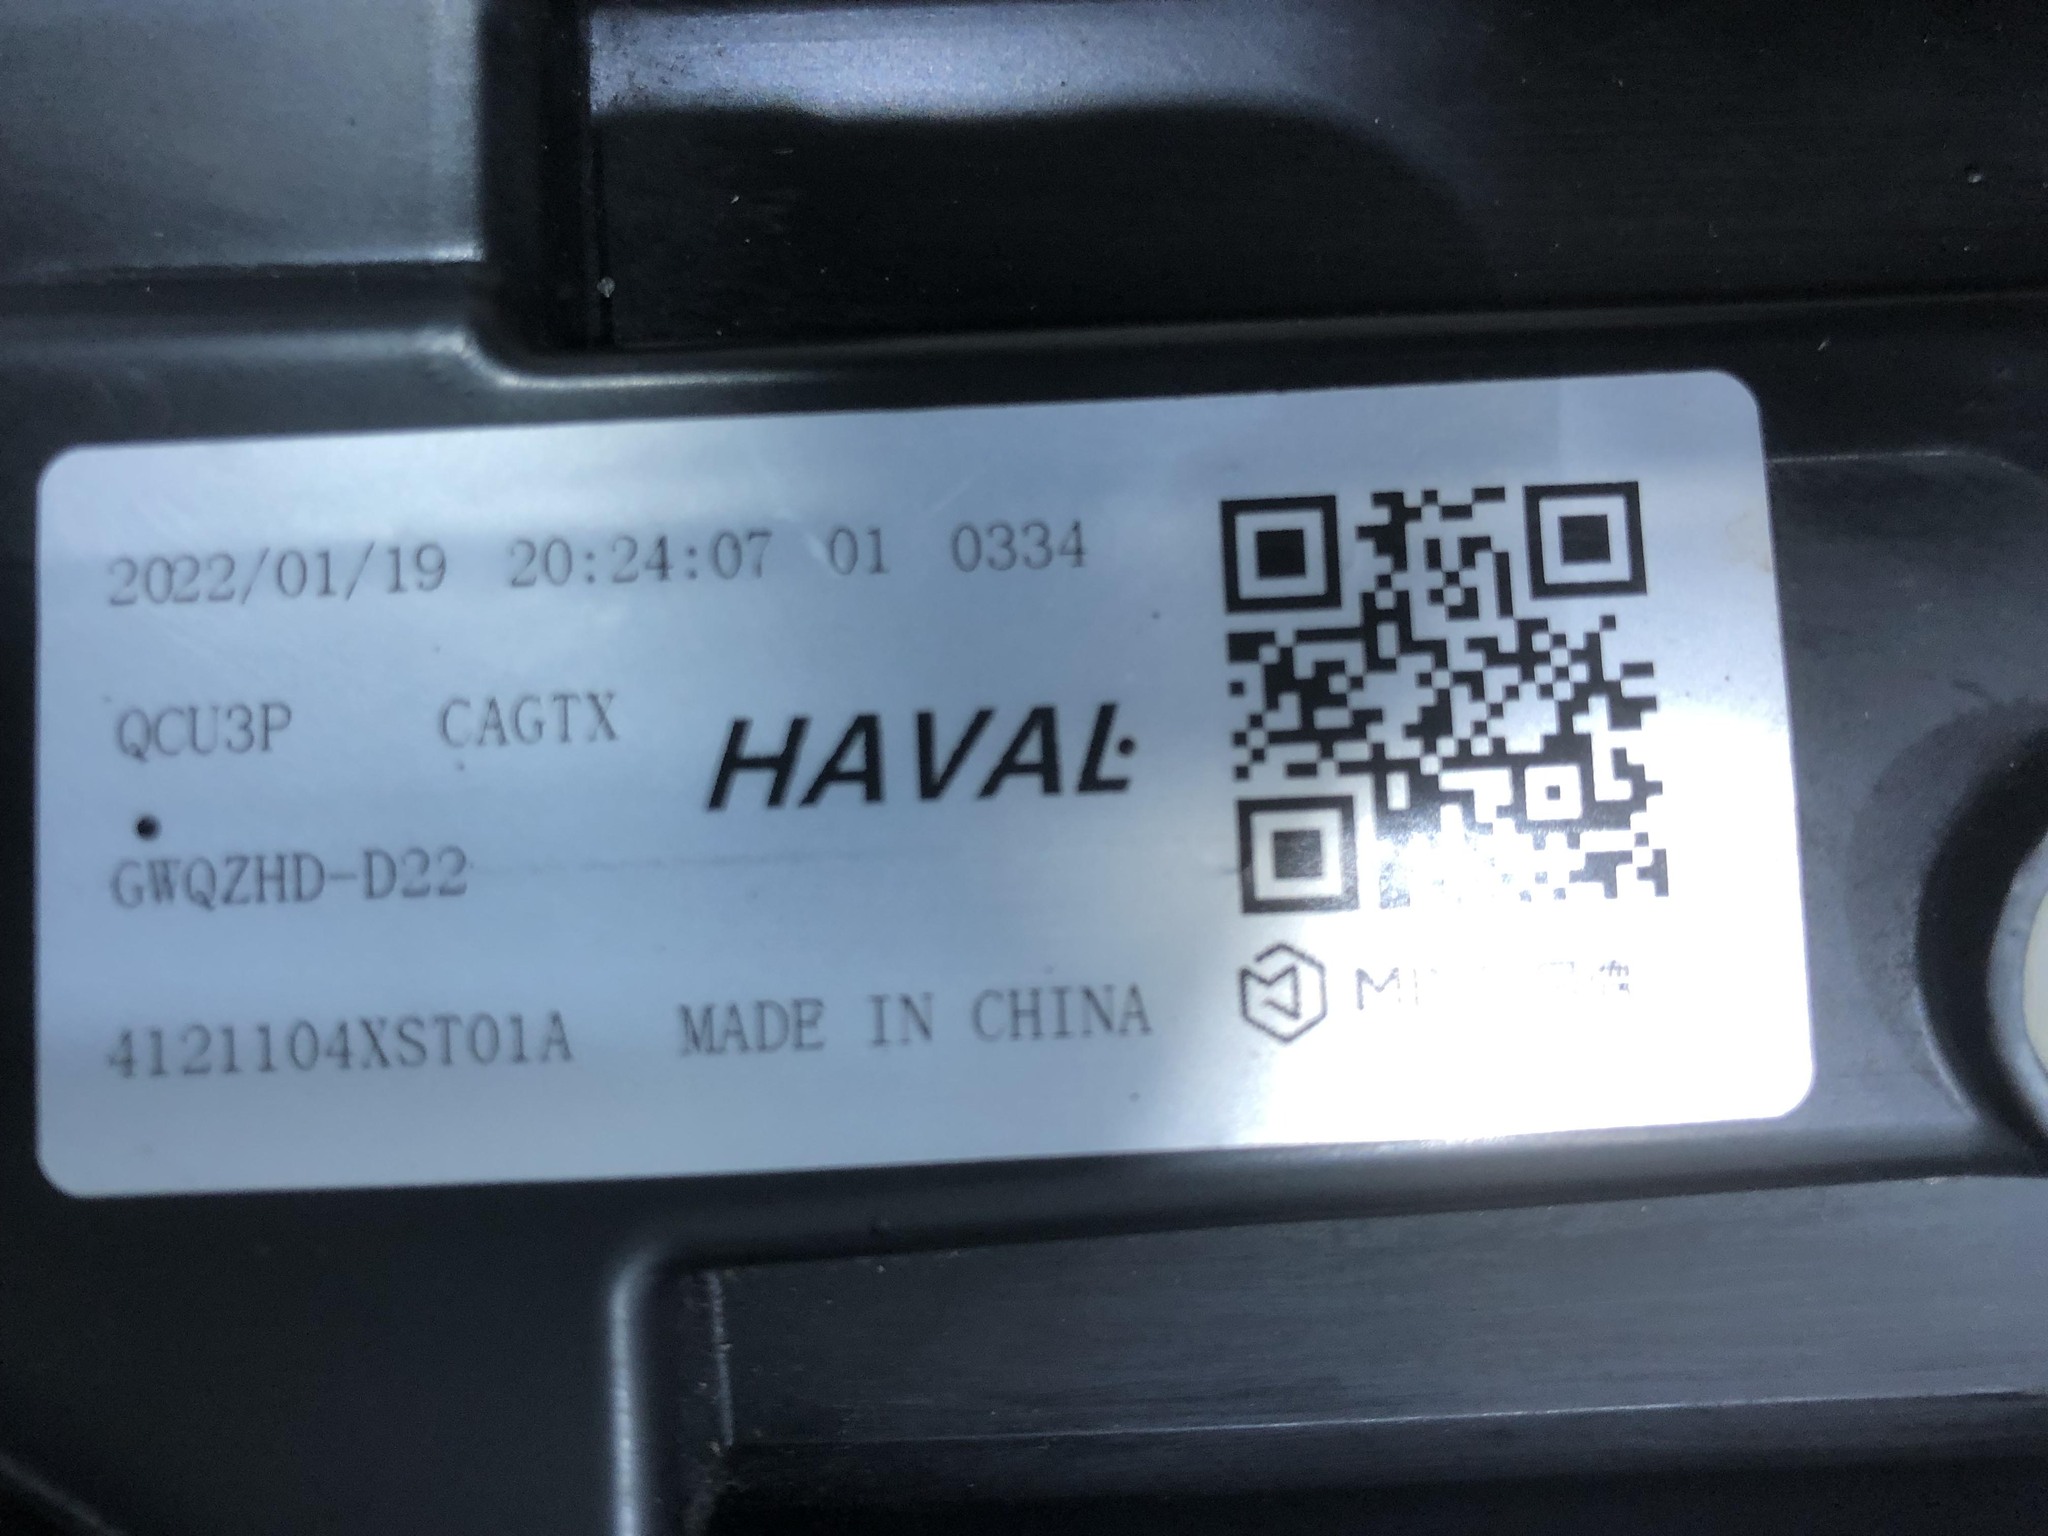 2022/01/19 20:24:07 01 0334
QCU3P CAGTX
HAVAL
GWQZHD-D22
4121104XST01A MADE IN CHINA